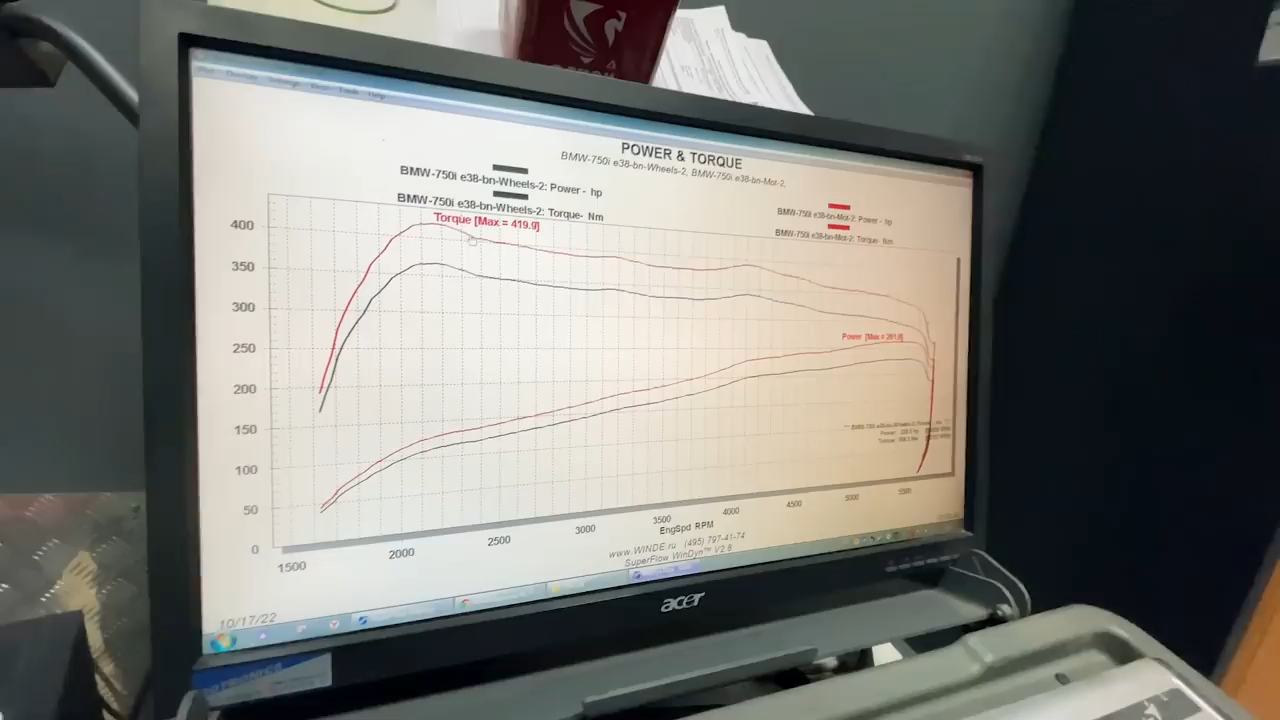 Help
POWER & TORQUE
BMW-750i e38-bn-Wheels-2, BMW-750i e38-bn-Mot-2,
BMW-750i e38-bn-Wheels-2: Power - hp
BMW-750i e38-bn-Wheels-2: Torque- Nm
BMW-750i e38-bn-Mot-2: Power - hp
BMW-750i e38-bn-Mot-2: Torque- Nm
Torque [Max = 419.9]
400
350
300
250
200
150
100
50
0
1500
2000
2500
3000
3500
4000
4500
5000
5500
EngSpd RPM
www.WINDE.ru (495) 797-41-74
SuperFlow WinDyn™ V2.8
10/17/22
acer